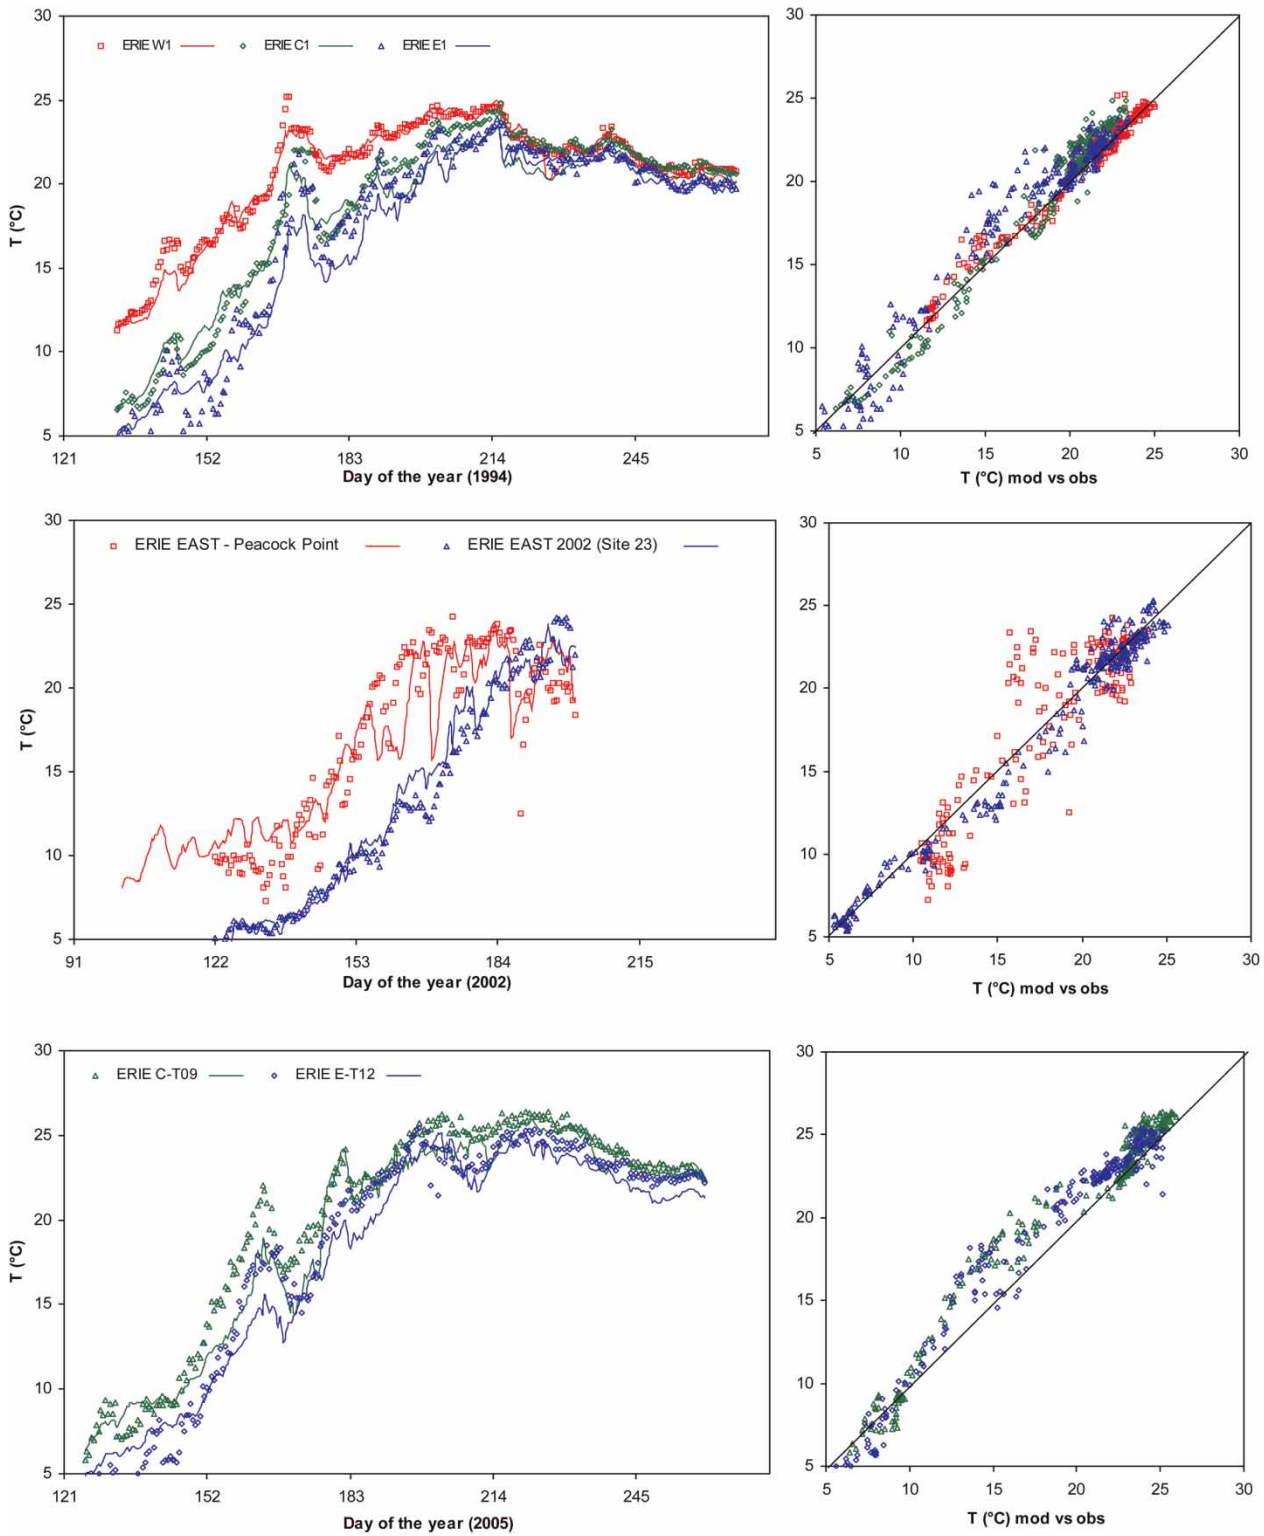 30
25
20
15
10
5
T (°C)
ERIE W1 ERIE C1 ERIE E1
121 152 183 214 245
Day of the year (1994)
30
25
20
15
10
5
5 10 15 20 25 30
T (°C) mod vs obs
30
25
20
15
10
5
T (°C)
ERIE EAST - Peacock Point ERIE EAST 2002 (Site 23)
91 122 153 184 215
Day of the year (2002)
30
25
20
15
10
5
5 10 15 20 25 30
T (°C) mod vs obs
30
25
20
15
10
5
T (°C)
ERIE C-T09 ERIE E-T12
121 152 183 214 245
Day of the year (2005)
30
25
20
15
10
5
5 10 15 20 25 30
T (°C) mod vs obs